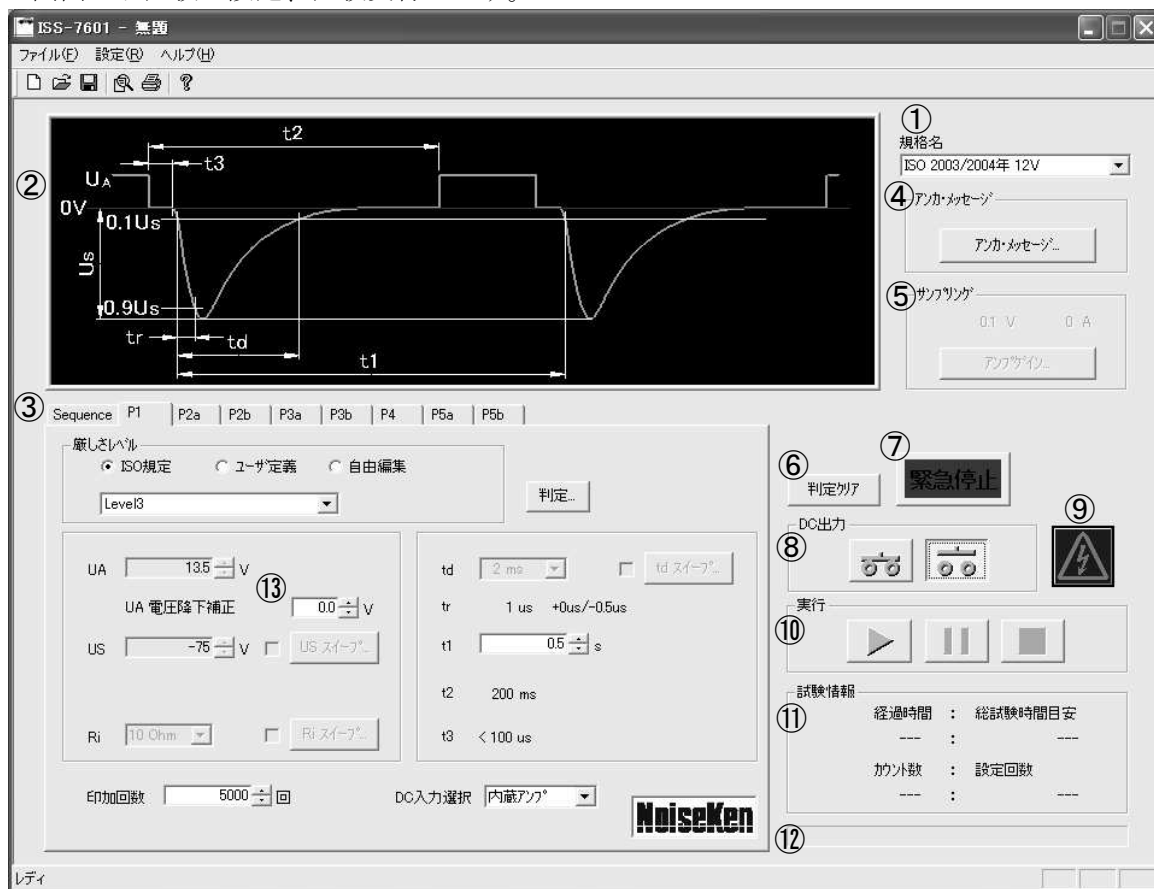 ISS-7601 - 無題
ファイル(F) 設定(R) ヘルプ(H)
①
規格名
ISO 2003/2004年 12V
②
t2
t3
UA
0V
0.1Us
Us
0.9Us
tr
td
t1
④
アンカ・メッセージ
アンカ・メッセージ...
⑤
サンプリング
0.1 V 0 A
アンプゲイン...
③
Sequence P1 P2a P2b P3a P3b P4 P5a P5b
厳しさレベル
ISO規定 ユーザ定義 自由編集
Level3
判定...
UA 13.5 V
⑬
UA 電圧降下補正 0.0 V
US -75 V US スイープ...
Ri 10 Ohm Ri スイープ...
td 2 ms td スイープ...
tr 1 us +0us/-0.5us
t1 0.5 s
t2 200 ms
t3 < 100 us
印加回数 5000 回
DC入力選択 内蔵アンプ
NoiseKen
⑥
判定クリア
⑦
緊急停止
⑧
DC出力
⑨
⑩
実行
⑪
試験情報
経過時間 : 総試験時間目安
--- : ---
カウント数 : 設定回数
--- : ---
⑫
レディ